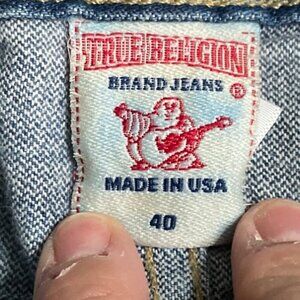 TRUE RELIGION
BRAND JEANS ®
MADE IN USA
40